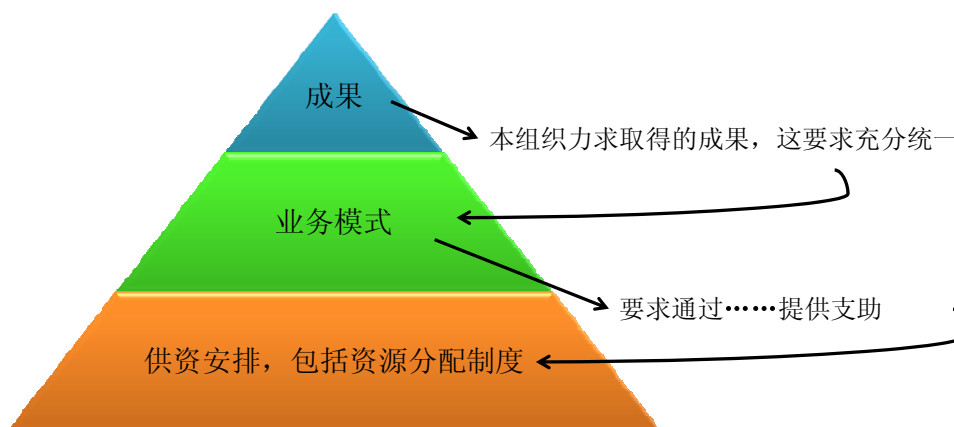 成果
本组织力求取得的成果，这要求充分统一
业务模式
要求通过……提供支助
供资安排，包括资源分配制度